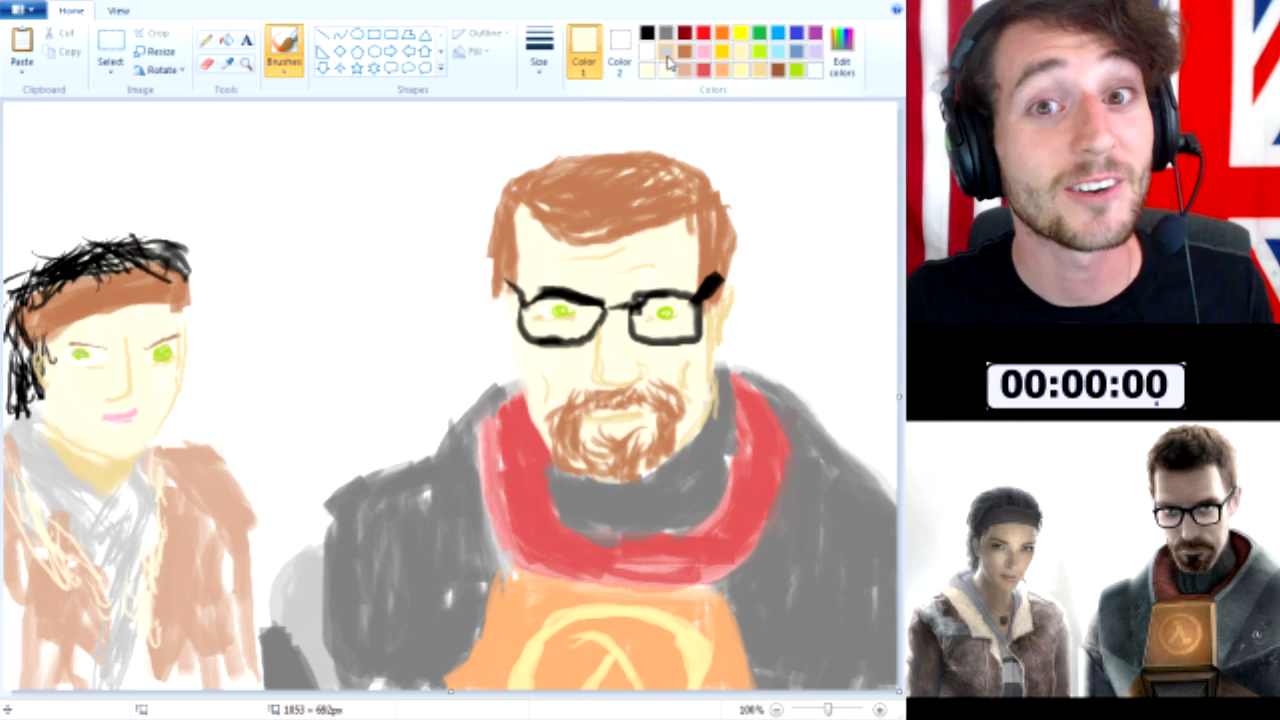 Home View
Cut
Copy
Paste
Clipboard
Crop
Resize
Rotate
Select
Image
Tools
Brushes
Shapes
Outline
Fill
Size
Color 1
Color 2
Edit colors
Colors
00:00:00
1053 × 692px
100%